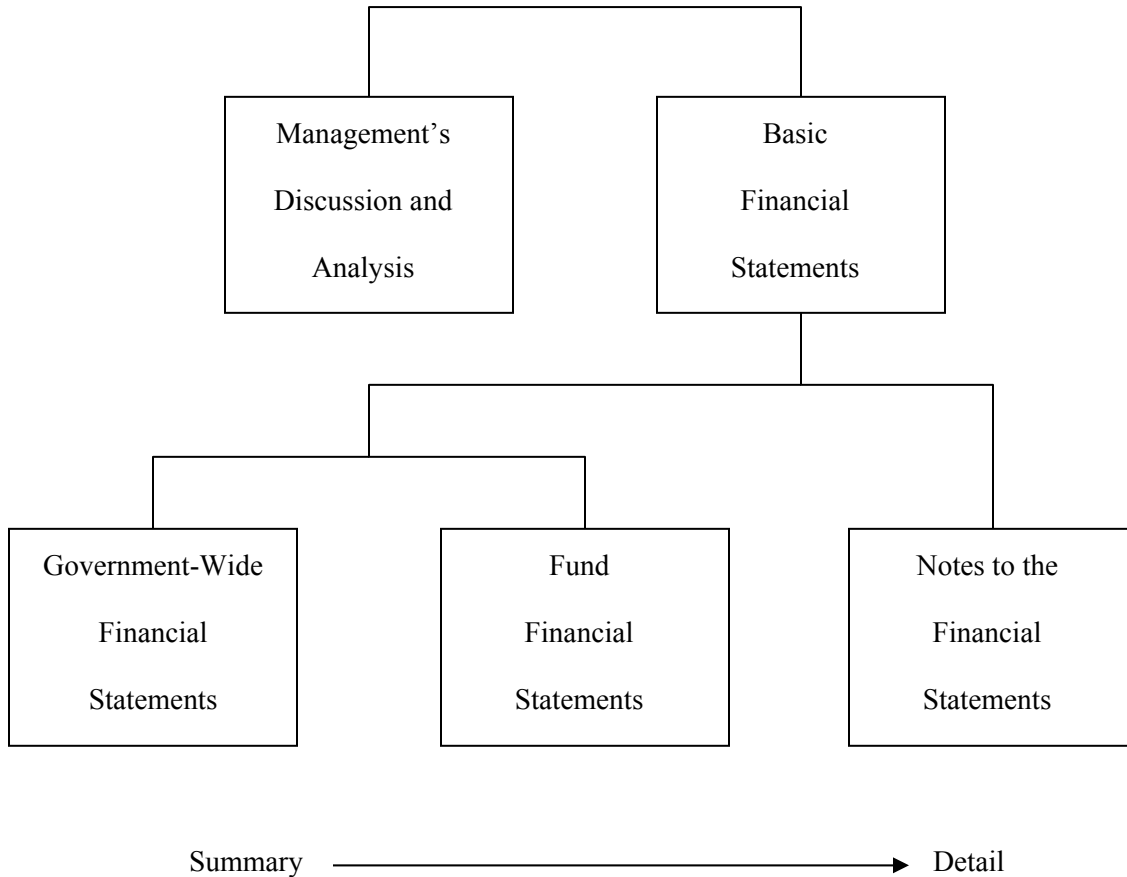 Management’s
Discussion and
Analysis
Basic
Financial
Statements
Government-Wide
Financial
Statements
Fund
Financial
Statements
Notes to the
Financial
Statements
Summary
Detail